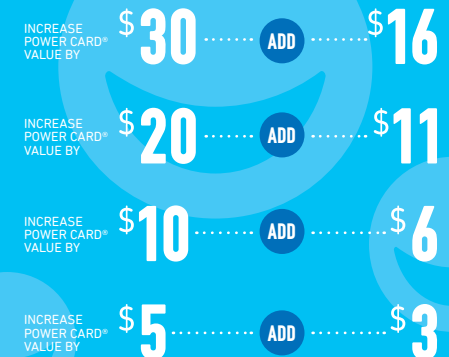 INCREASE
POWER CARD®
VALUE BY
$30 ADD $16
INCREASE
POWER CARD®
VALUE BY
$20 ADD $11
INCREASE
POWER CARD®
VALUE BY
$10 ADD $6
INCREASE
POWER CARD®
VALUE BY
$5 ADD $3